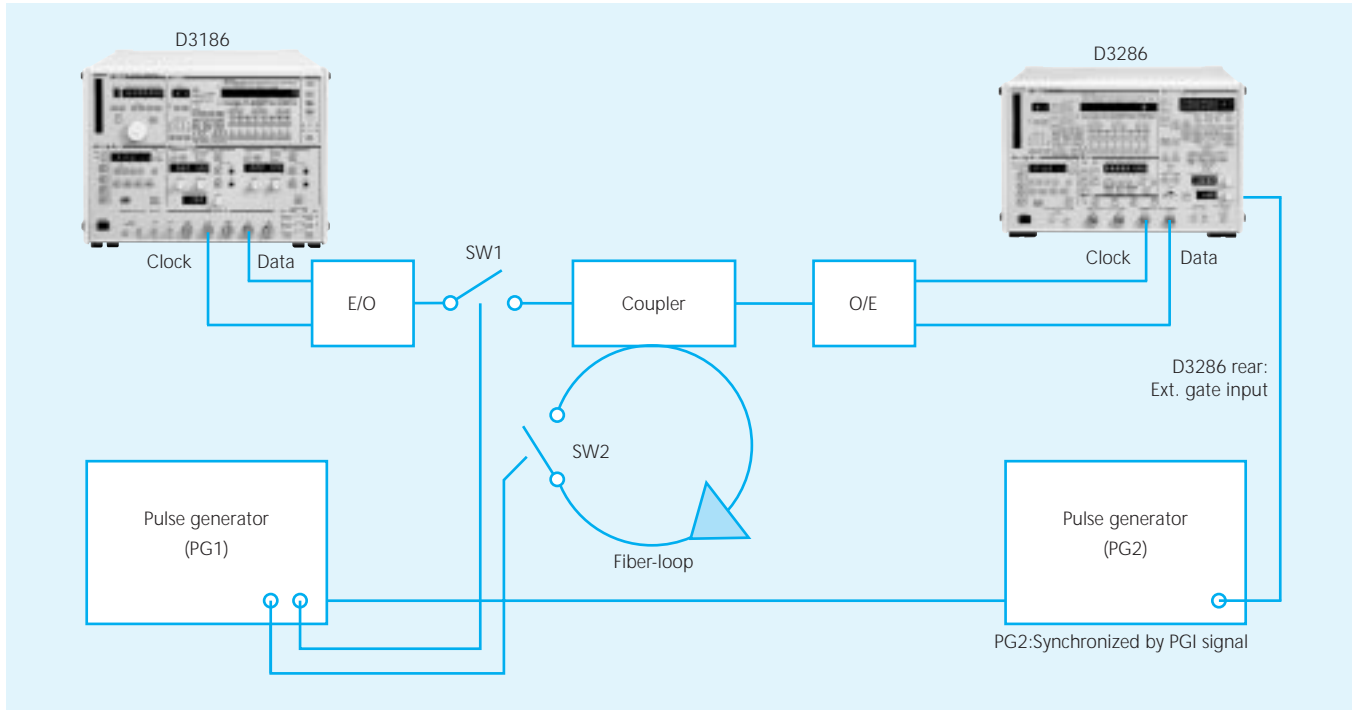 D3186
D3286
Clock
Data
SW1
Clock
Data
E/O
Coupler
O/E
D3286 rear:
Ext. gate input
SW2
Pulse generator
(PG1)
Fiber-loop
Pulse generator
(PG2)
PG2:Synchronized by PGI signal